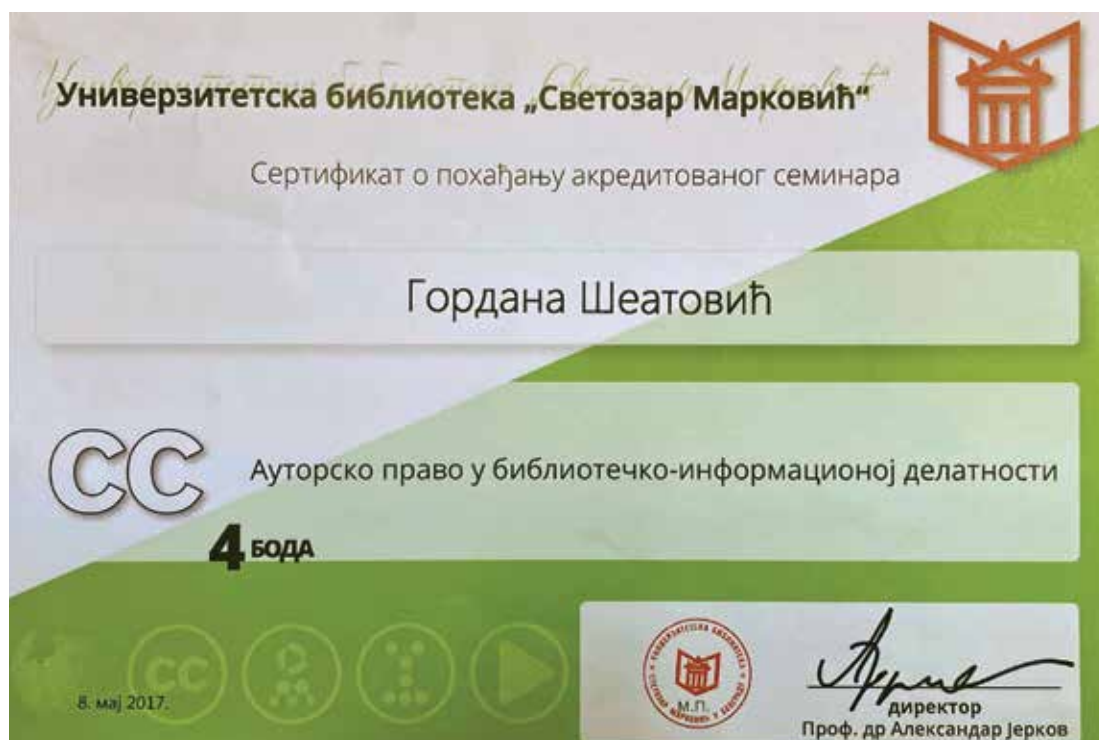 Универзитетска библиотека „Светозар Марковић“
Сертификат о похађању акредитованог семинара
Гордана Шеатовић
CC
Ауторско право у библиотечко-информационој делатности
4 БОДА
cc
8. мај 2017.
М.П.
директор
Проф. др Александар Јерков